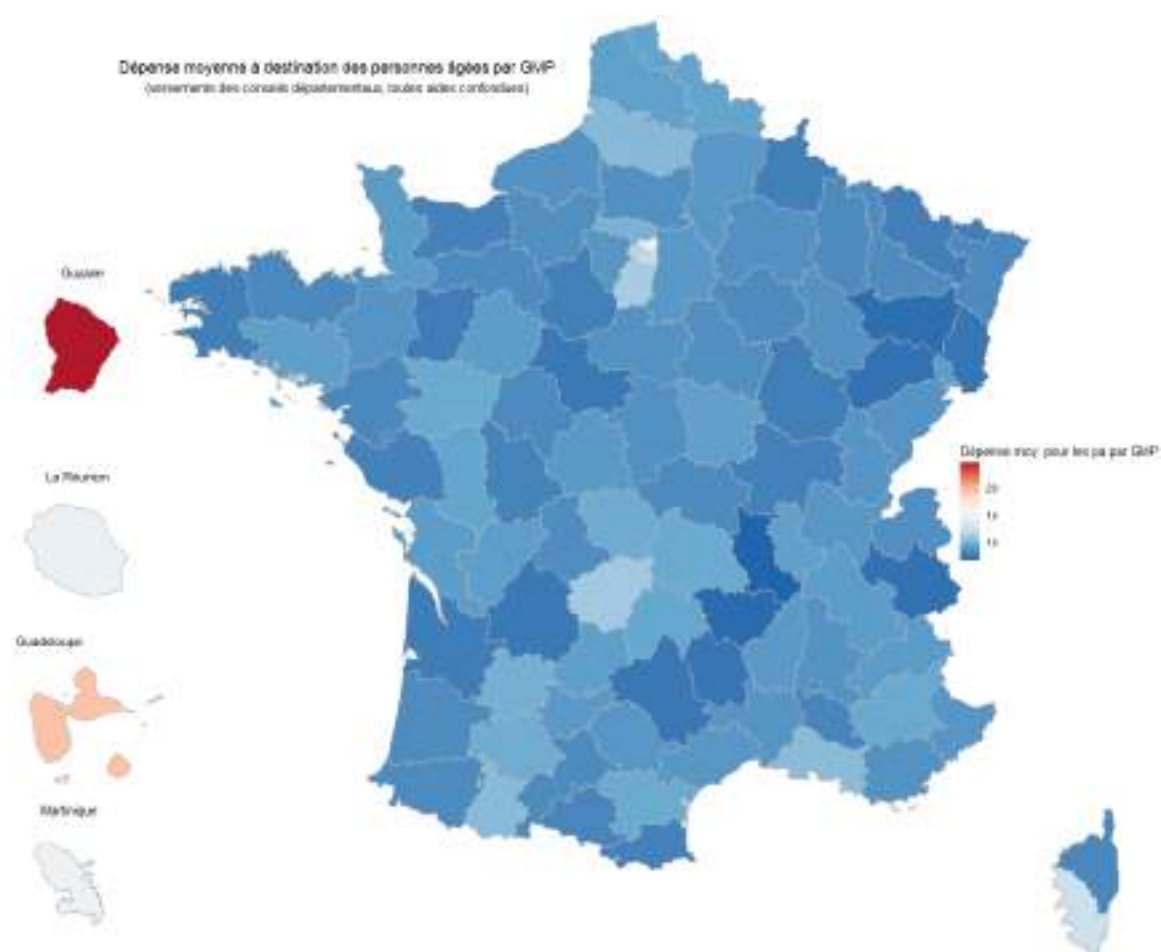 Dépense moyenne à destination des personnes âgées par GMP
(versements des conseils départementaux, toutes aides confondues)
Guyane
La Réunion
Guadeloupe
Martinique
Dépense moy. pour les pa par GMP